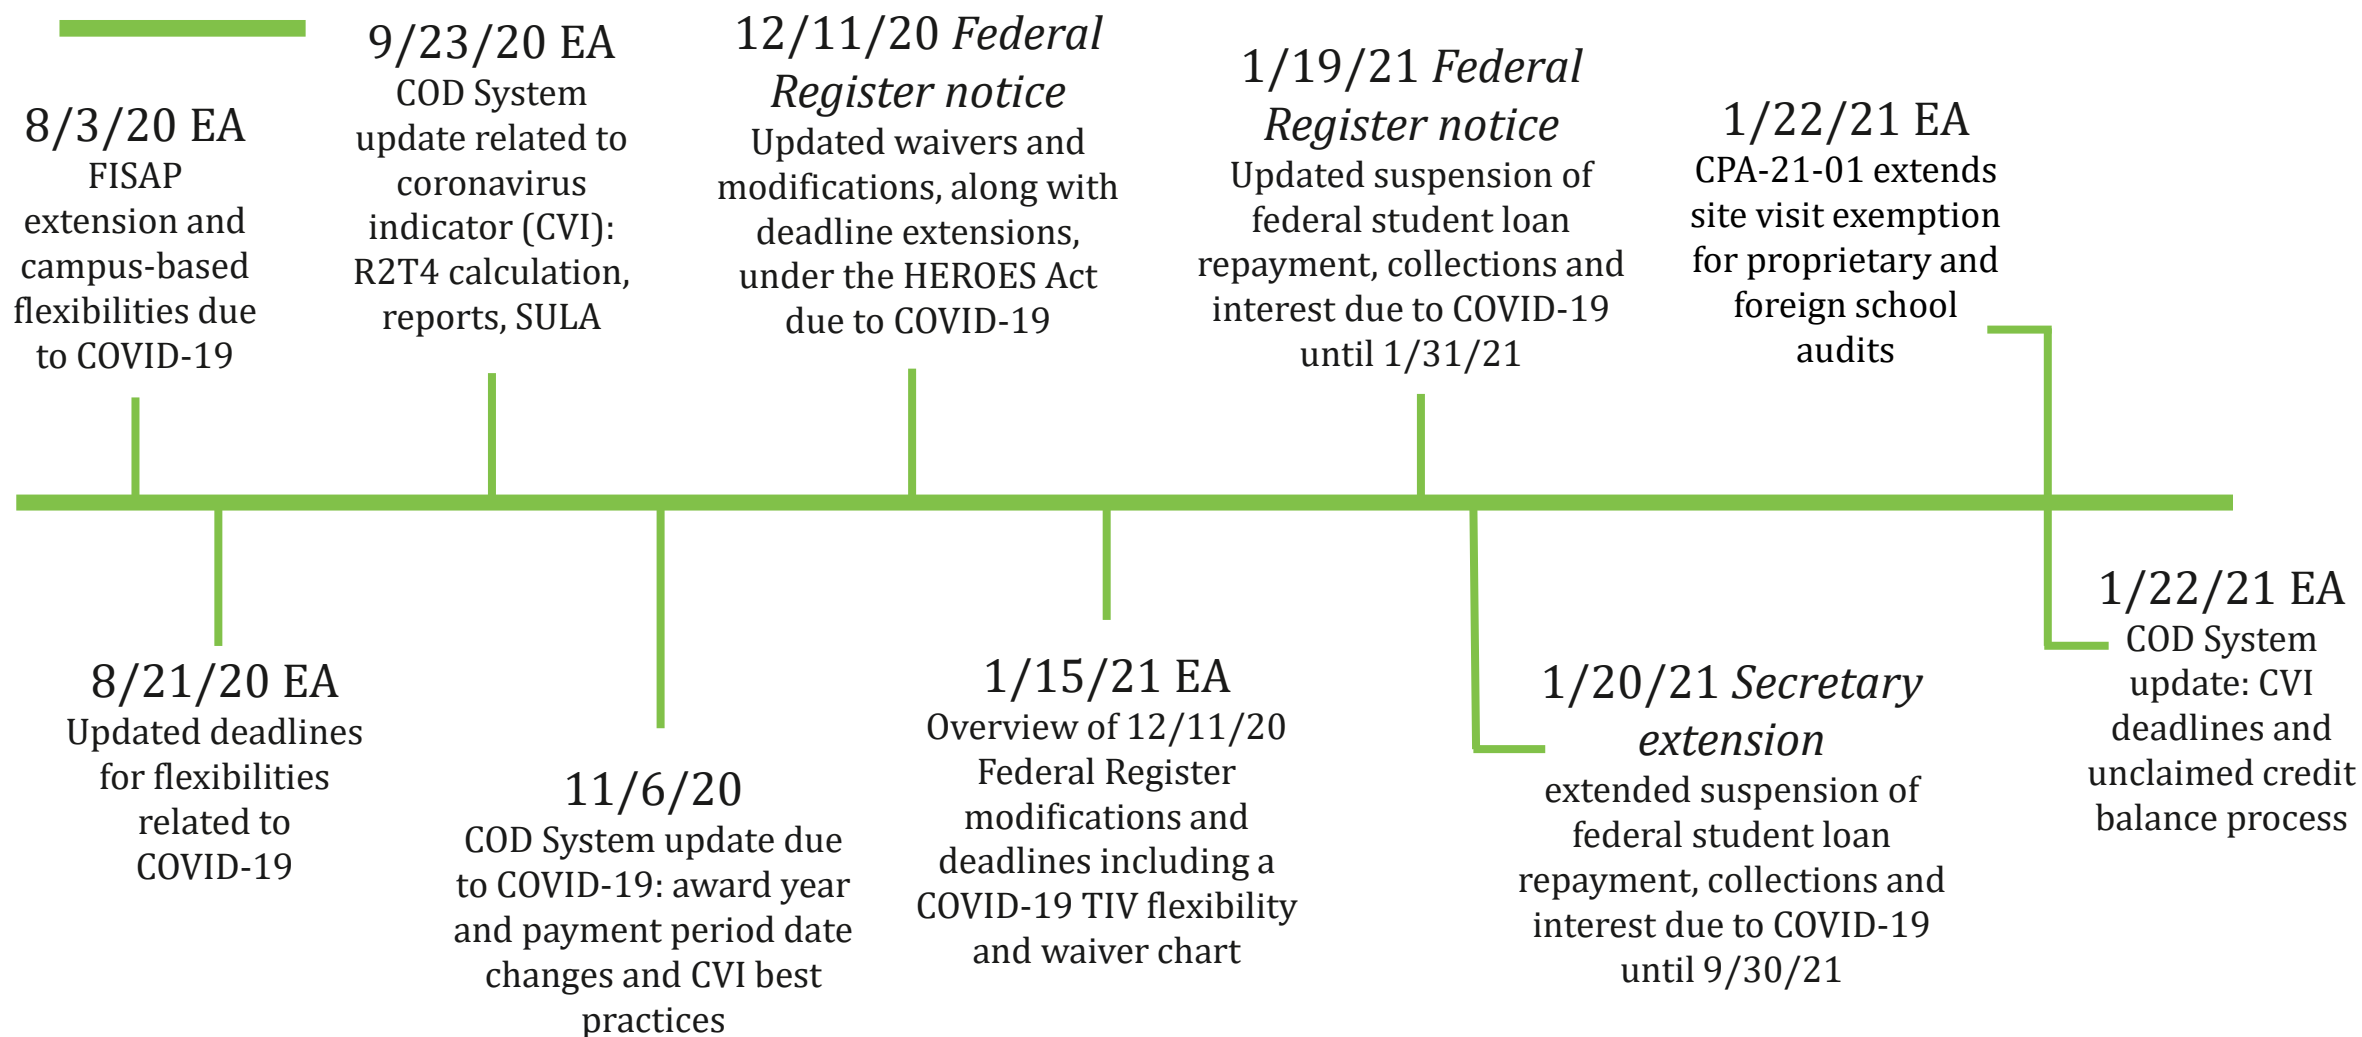 8/3/20 EA
FISAP
extension and
campus-based
flexibilities due
to COVID-19
9/23/20 EA
COD System
update related to
coronavirus
indicator (CVI):
R2T4 calculation,
reports, SULA
12/11/20 Federal
Register notice
Updated waivers and
modifications, along with
deadline extensions,
under the HEROES Act
due to COVID-19
1/19/21 Federal
Register notice
Updated suspension of
federal student loan
repayment, collections and
interest due to COVID-19
until 1/31/21
1/22/21 EA
CPA-21-01 extends
site visit exemption
for proprietary and
foreign school
audits
8/21/20 EA
Updated deadlines
for flexibilities
related to
COVID-19
11/6/20
COD System update due
to COVID-19: award year
and payment period date
changes and CVI best
practices
1/15/21 EA
Overview of 12/11/20
Federal Register
modifications and
deadlines including a
COVID-19 TIV flexibility
and waiver chart
1/20/21 Secretary
extension
extended suspension of
federal student loan
repayment, collections and
interest due to COVID-19
until 9/30/21
1/22/21 EA
COD System
update: CVI
deadlines and
unclaimed credit
balance process